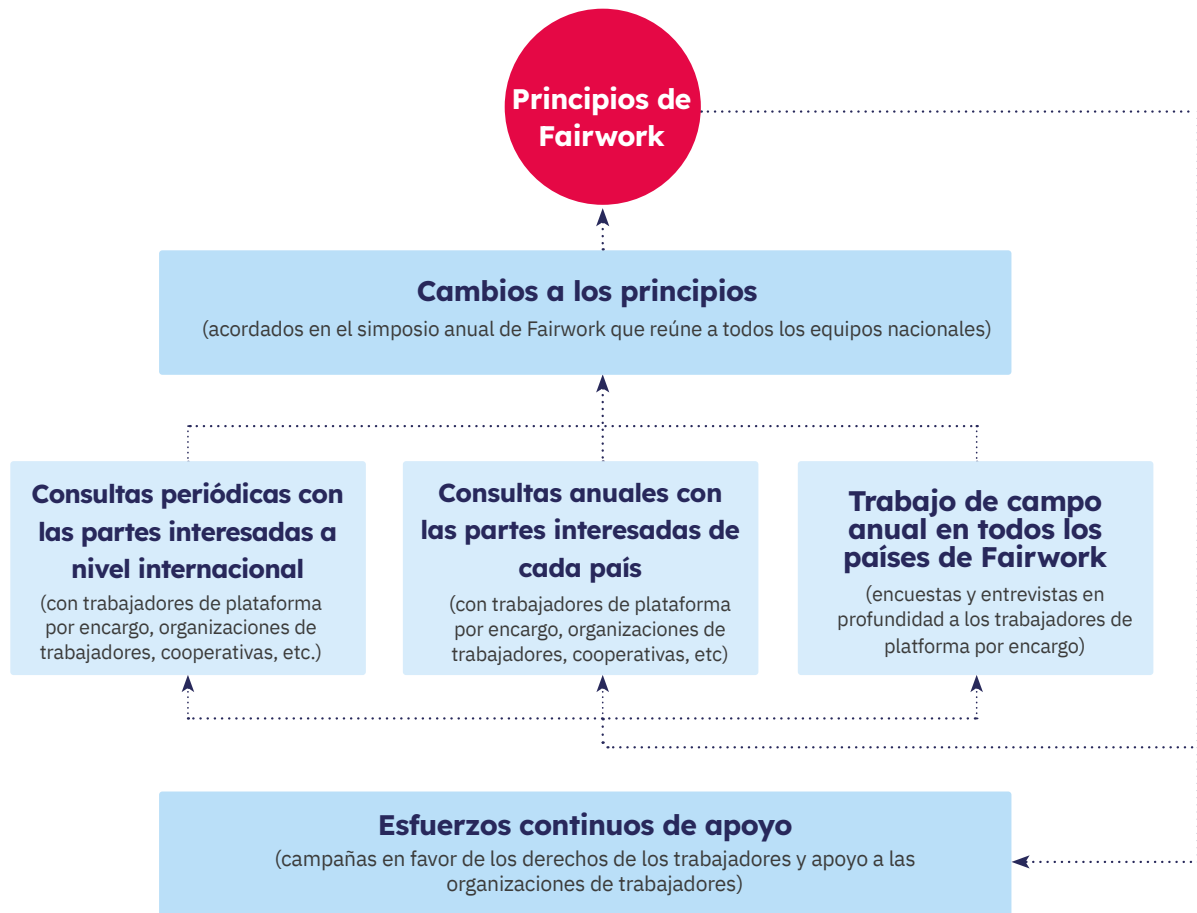 Principios de
Fairwork
Cambios a los principios
(acordados en el simposio anual de Fairwork que reúne a todos los equipos nacionales)
Consultas periódicas con
las partes interesadas a
nivel internacional
(con trabajadores de plataforma
por encargo, organizaciones de
trabajadores, cooperativas, etc.)
Consultas anuales con
las partes interesadas de
cada país
(con trabajadores de plataforma
por encargo, organizaciones de
trabajadores, cooperativas, etc)
Trabajo de campo
anual en todos los
países de Fairwork
(encuestas y entrevistas en
profundidad a los trabajadores de
platforma por encargo)
Esfuerzos continuos de apoyo
(campañas en favor de los derechos de los trabajadores y apoyo a las
organizaciones de trabajadores)